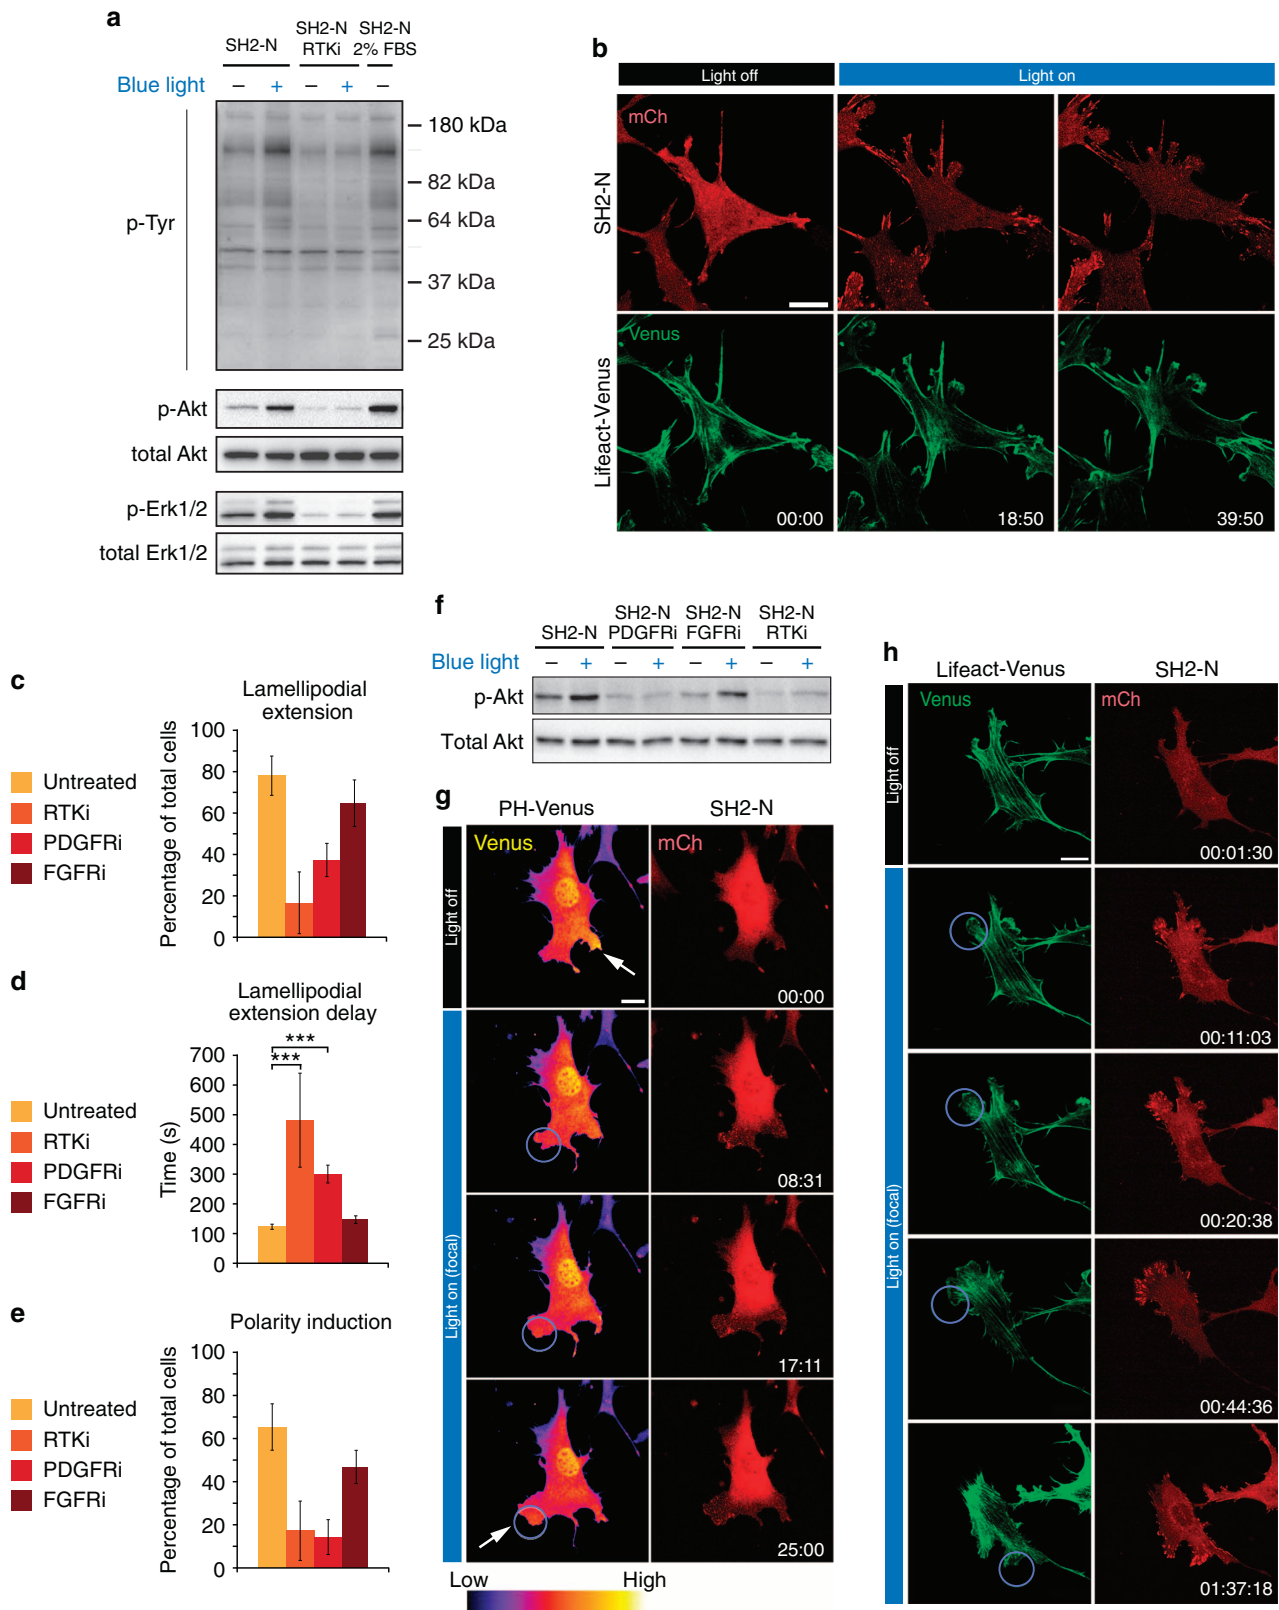 a
SH2-N
SH2-N
RTKi
SH2-N
2% FBS
Blue light
– + – + –
180 kDa
82 kDa
64 kDa
37 kDa
25 kDa
p-Tyr
p-Akt
total Akt
p-Erk1/2
total Erk1/2
b
Light off
Light on
SH2-N
mCh
Lifeact-Venus
Venus
00:00
18:50
39:50
c
Lamellipodial
extension
Percentage of total cells
100
80
60
40
20
0
Untreated
RTKi
PDGFRi
FGFRi
d
Lamellipodial
extension delay
Time (s)
700
600
500
400
300
200
100
0
***
***
Untreated
RTKi
PDGFRi
FGFRi
e
Polarity induction
Percentage of total cells
100
80
60
40
20
0
Untreated
RTKi
PDGFRi
FGFRi
f
SH2-N
SH2-N
PDGFRi
SH2-N
FGFRi
SH2-N
RTKi
Blue light
– + – + – + – +
p-Akt
Total Akt
g
PH-Venus
SH2-N
Light off
Light on (focal)
Venus
mCh
00:00
08:31
17:11
25:00
Low
High
h
Lifeact-Venus
SH2-N
Light off
Light on (focal)
Venus
mCh
00:01:30
00:11:03
00:20:38
00:44:36
01:37:18